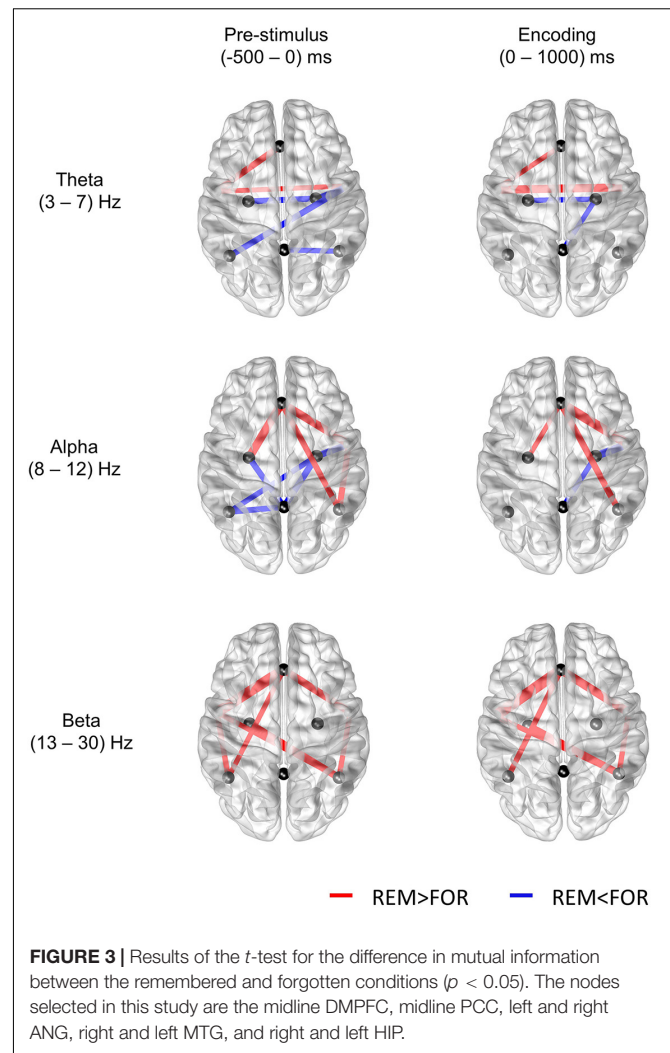 Pre-stimulus
(-500 – 0) ms
Encoding
(0 – 1000) ms
Theta
(3 – 7) Hz
Alpha
(8 – 12) Hz
Beta
(13 – 30) Hz
REM>FOR
REM<FOR
FIGURE 3 | Results of the t-test for the difference in mutual information
between the remembered and forgotten conditions (p < 0.05). The nodes
selected in this study are the midline DMPFC, midline PCC, left and right
ANG, right and left MTG, and right and left HIP.